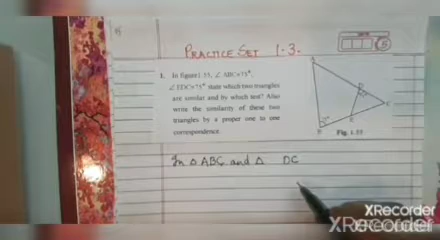 PRACTICE SET 1.3.
1. In figure 1.55, ∠ ABC=75°,
∠ EDC=75° state which two triangles
are similar and by which test? Also
write the similarity of these two
triangles by a proper one to one
correspondence.
Fig. 1.55
In △ ABC and △ DC
XRecorder
XRecorder